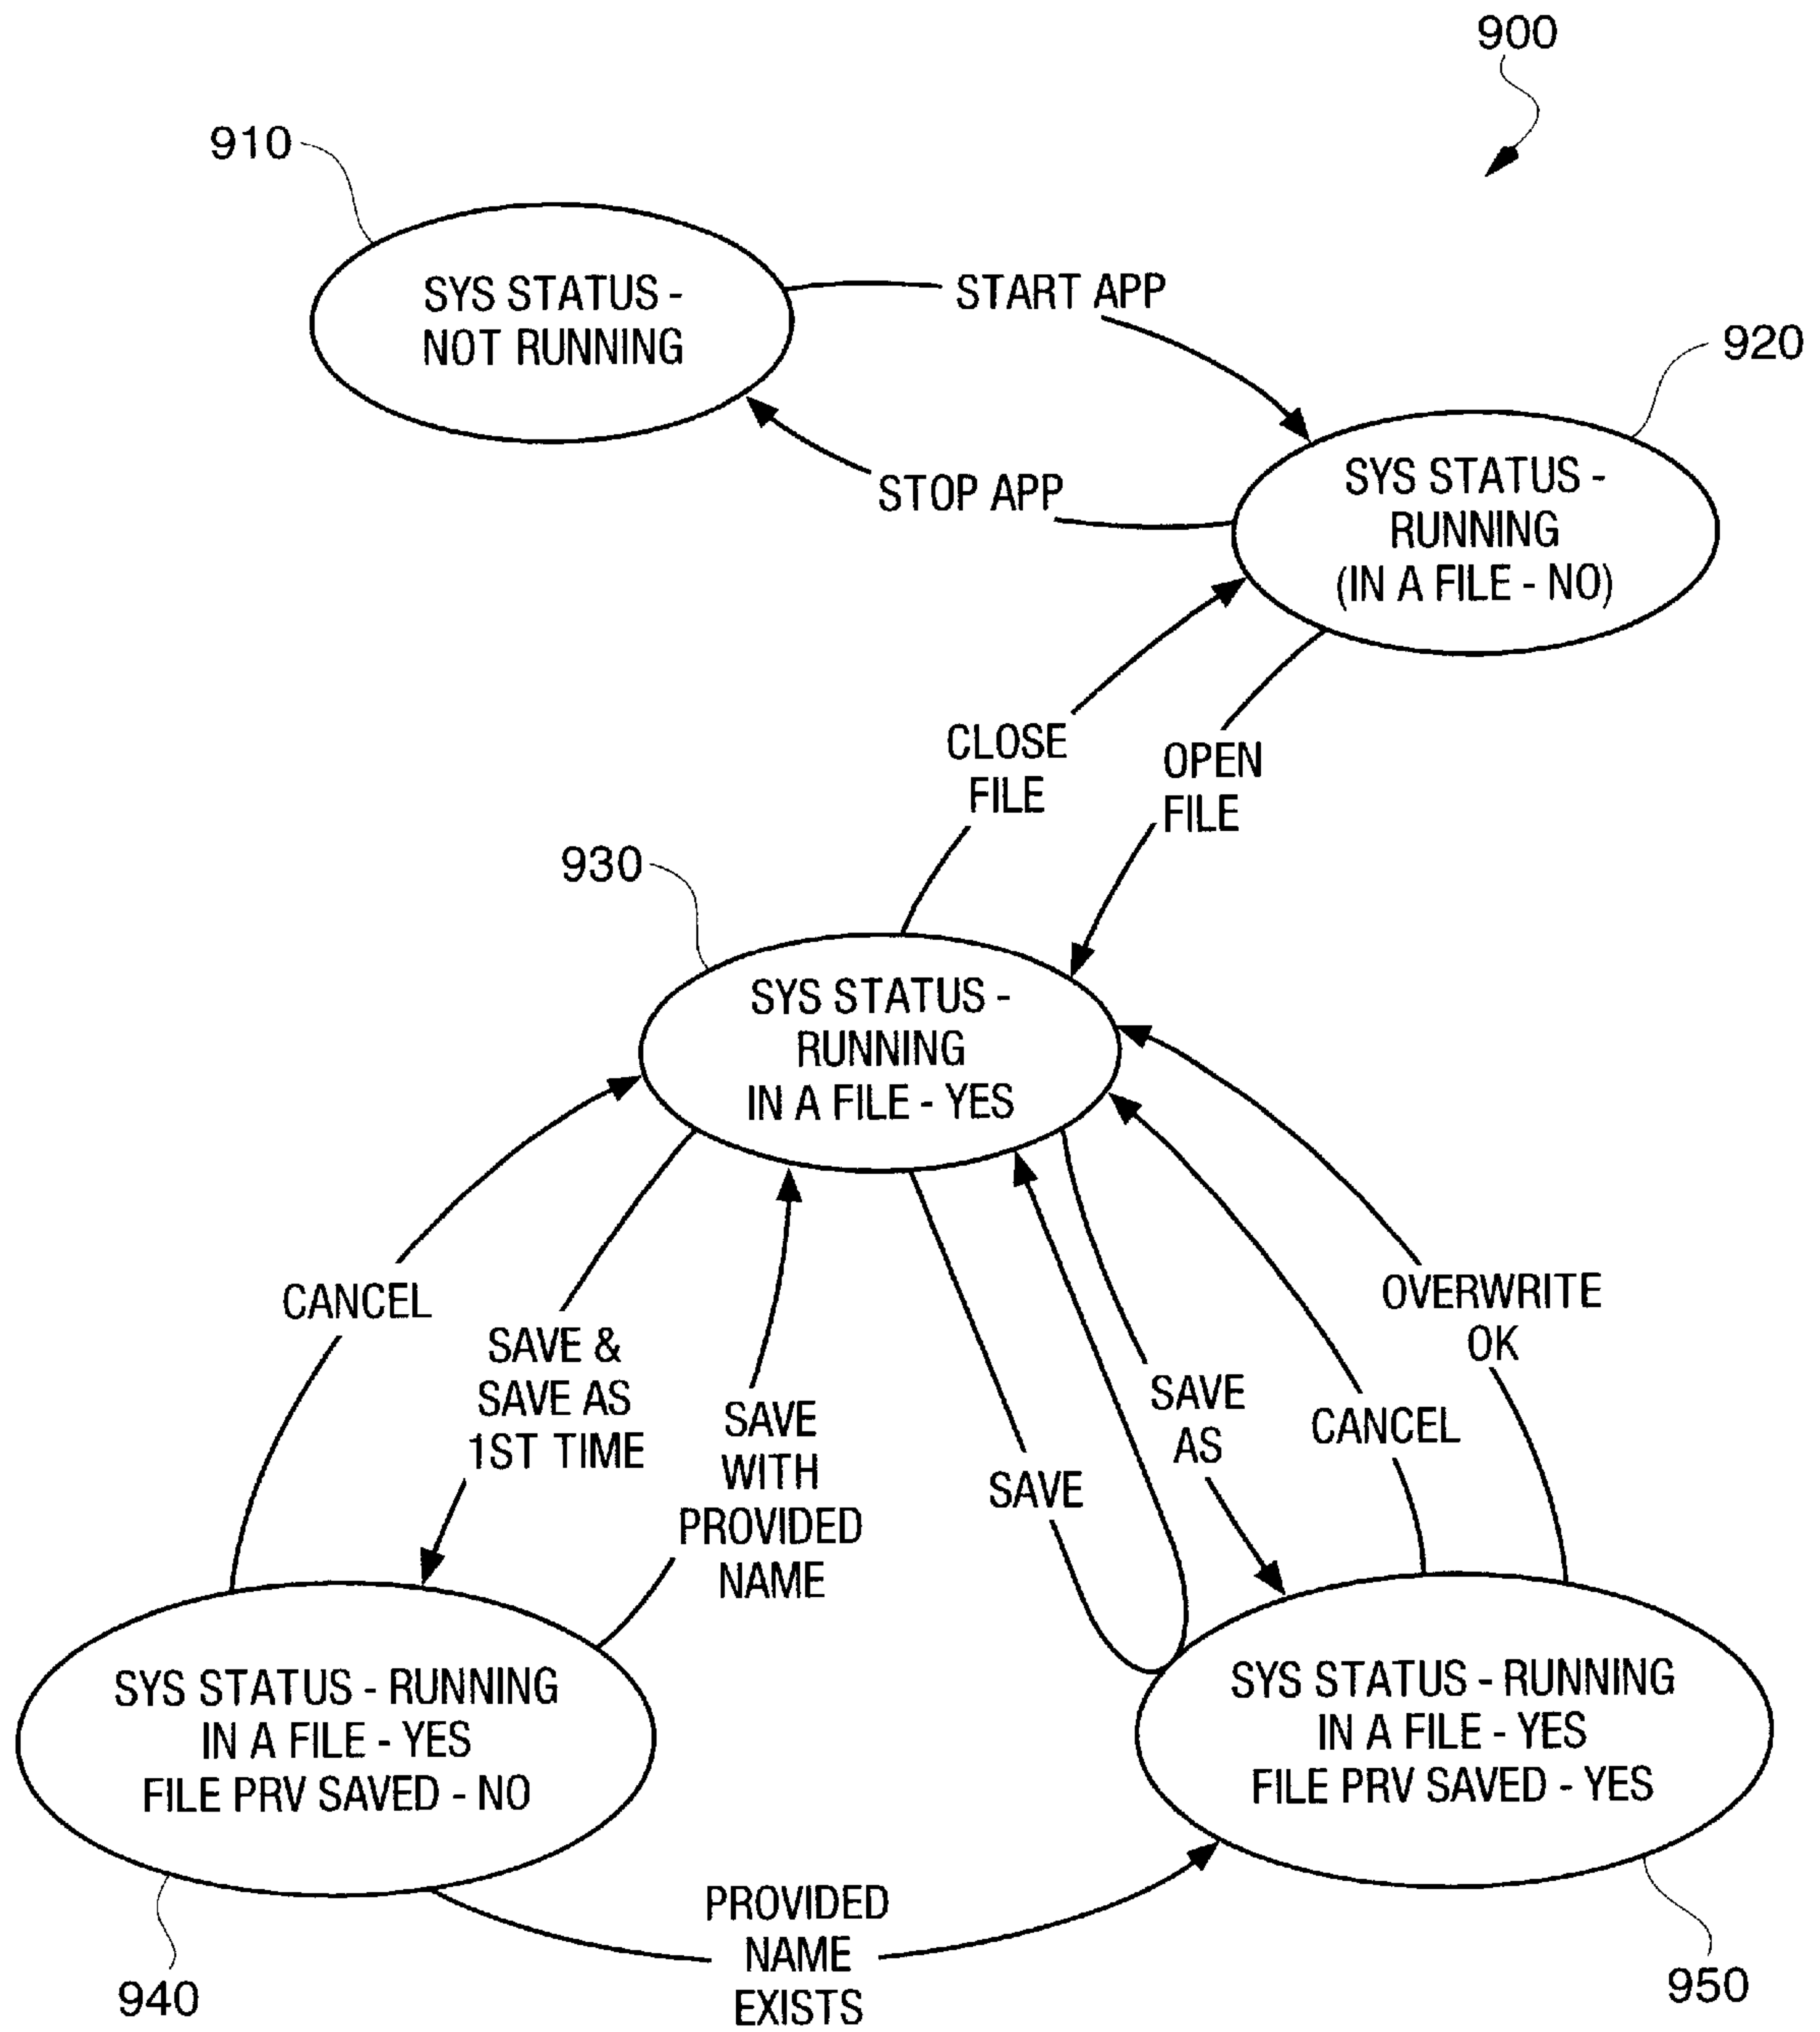 900
910
SYS STATUS -
NOT RUNNING
START APP
920
STOP APP
SYS STATUS -
RUNNING
(IN A FILE - NO)
CLOSE
FILE
OPEN
FILE
930
SYS STATUS -
RUNNING
IN A FILE - YES
CANCEL
SAVE &
SAVE AS
1ST TIME
SAVE
WITH
PROVIDED
NAME
SAVE
SAVE
AS
CANCEL
OVERWRITE
OK
SYS STATUS - RUNNING
IN A FILE - YES
FILE PRV SAVED - NO
SYS STATUS - RUNNING
IN A FILE - YES
FILE PRV SAVED - YES
PROVIDED
NAME
EXISTS
940
950